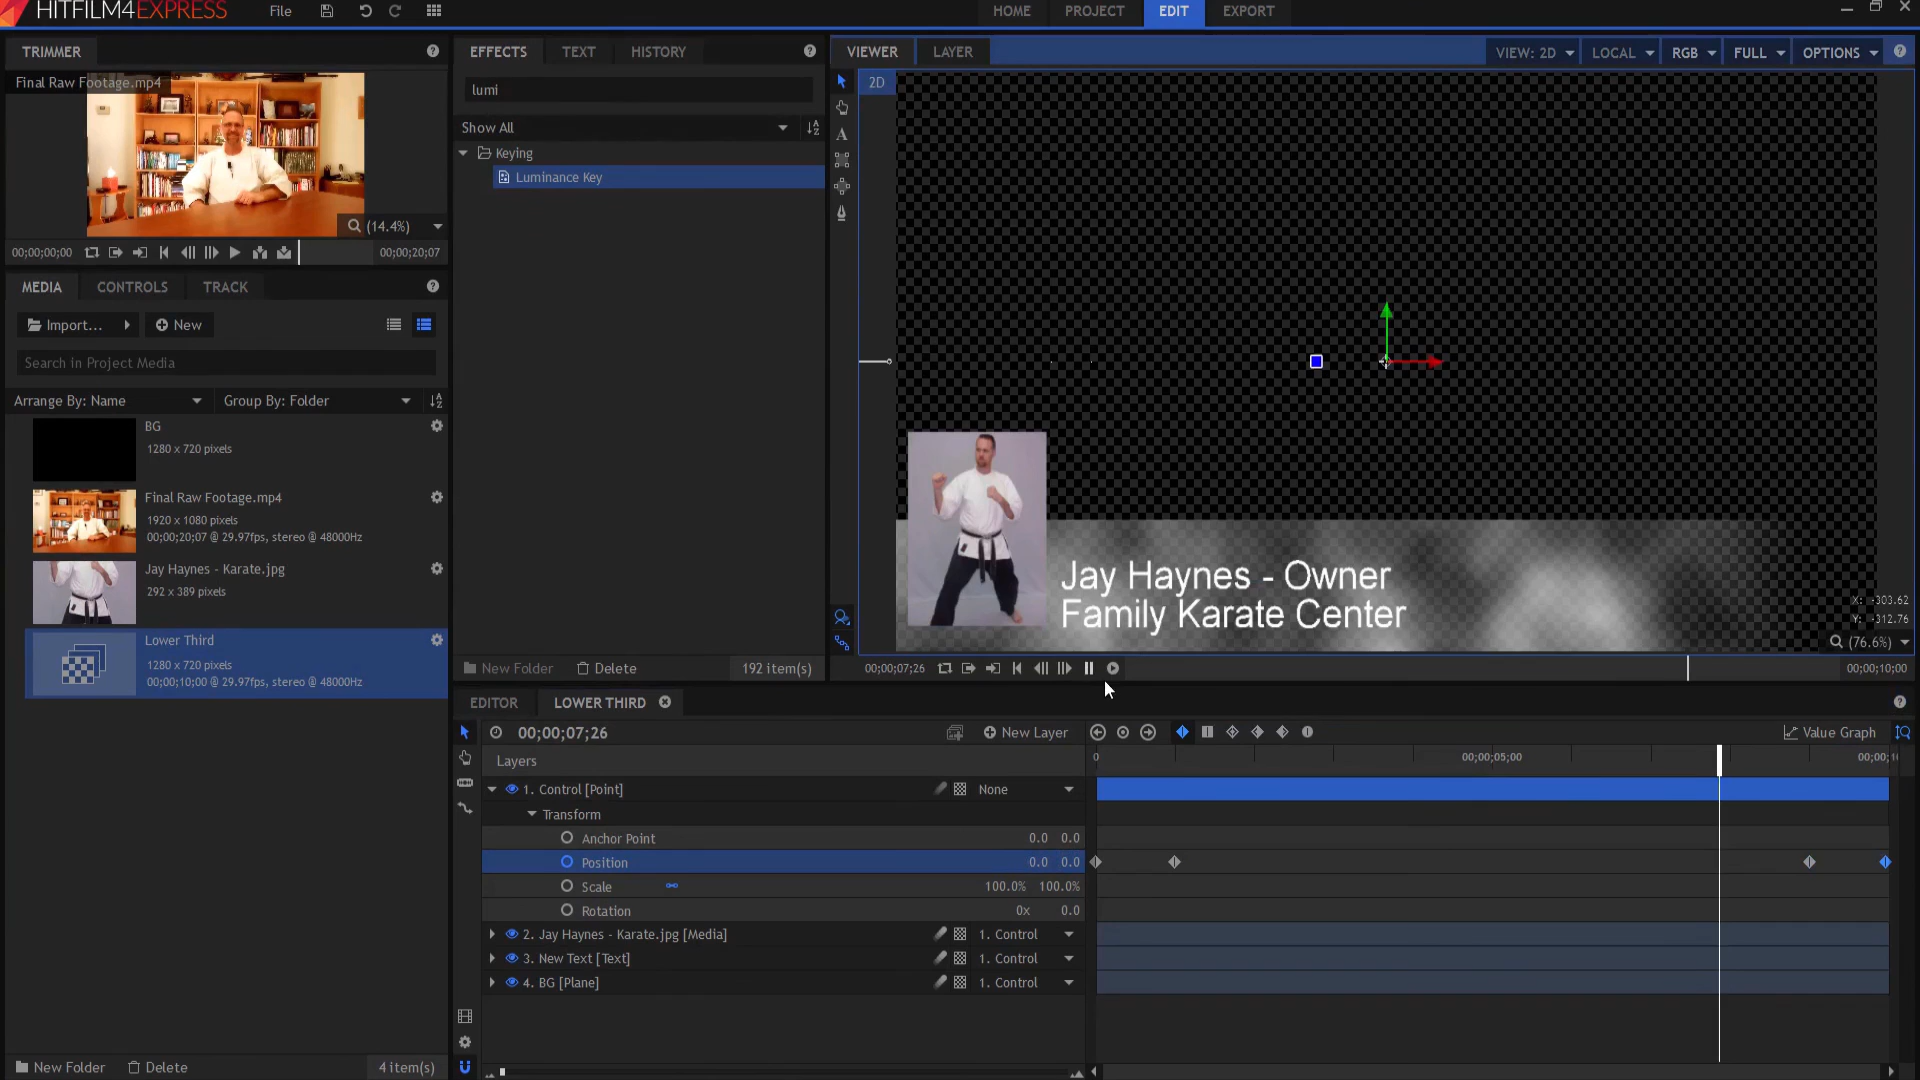 HITFILM4EXPRESS
File
HOME
PROJECT
EDIT
EXPORT
TRIMMER
Final Raw Footage.mp4
(14.4%)
00;00;00;00
00;00;20;07
MEDIA
CONTROLS
TRACK
Import...
New
Search in Project Media
Arrange By: Name
Group By: Folder
BG
1280 x 720 pixels
Final Raw Footage.mp4
1920 x 1080 pixels
00;00;20;07 @ 29.97fps, stereo @ 48000Hz
Jay Haynes - Karate.jpg
292 x 389 pixels
Lower Third
1280 x 720 pixels
00;00;10;00 @ 29.97fps, stereo @ 48000Hz
New Folder
Delete
4 item(s)
EFFECTS
TEXT
HISTORY
lumi
Show All
Keying
Luminance Key
New Folder
Delete
192 item(s)
VIEWER
LAYER
VIEW: 2D
LOCAL
RGB
FULL
OPTIONS
2D
Jay Haynes - Owner
Family Karate Center
X: -303.62
Y: -312.76
(76.6%)
00;00;07;26
00;00;10;00
EDITOR
LOWER THIRD
00;00;07;26
New Layer
Value Graph
Layers
0
00;00;05;00
00;00;1
1. Control [Point]
None
Transform
Anchor Point
0.0 0.0
Position
0.0 0.0
Scale
100.0% 100.0%
Rotation
0x 0.0
2. Jay Haynes - Karate.jpg [Media]
1. Control
3. New Text [Text]
1. Control
4. BG [Plane]
1. Control